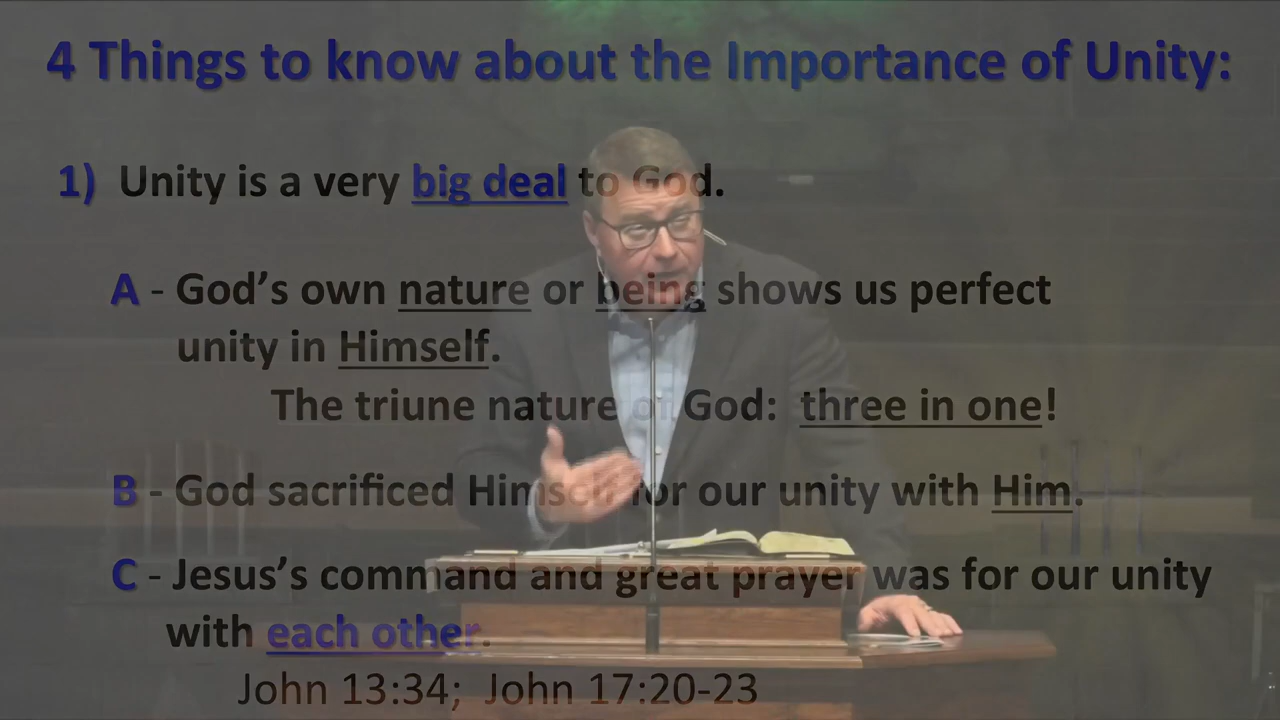 4 Things to know about the Importance of Unity:
1) Unity is a very big deal to God.
A - God’s own nature or being shows us perfect
unity in Himself.
The triune nature of God: three in one!
B - God sacrificed Himself for our unity with Him.
C - Jesus’s command and great prayer was for our unity
with each other.
John 13:34; John 17:20-23